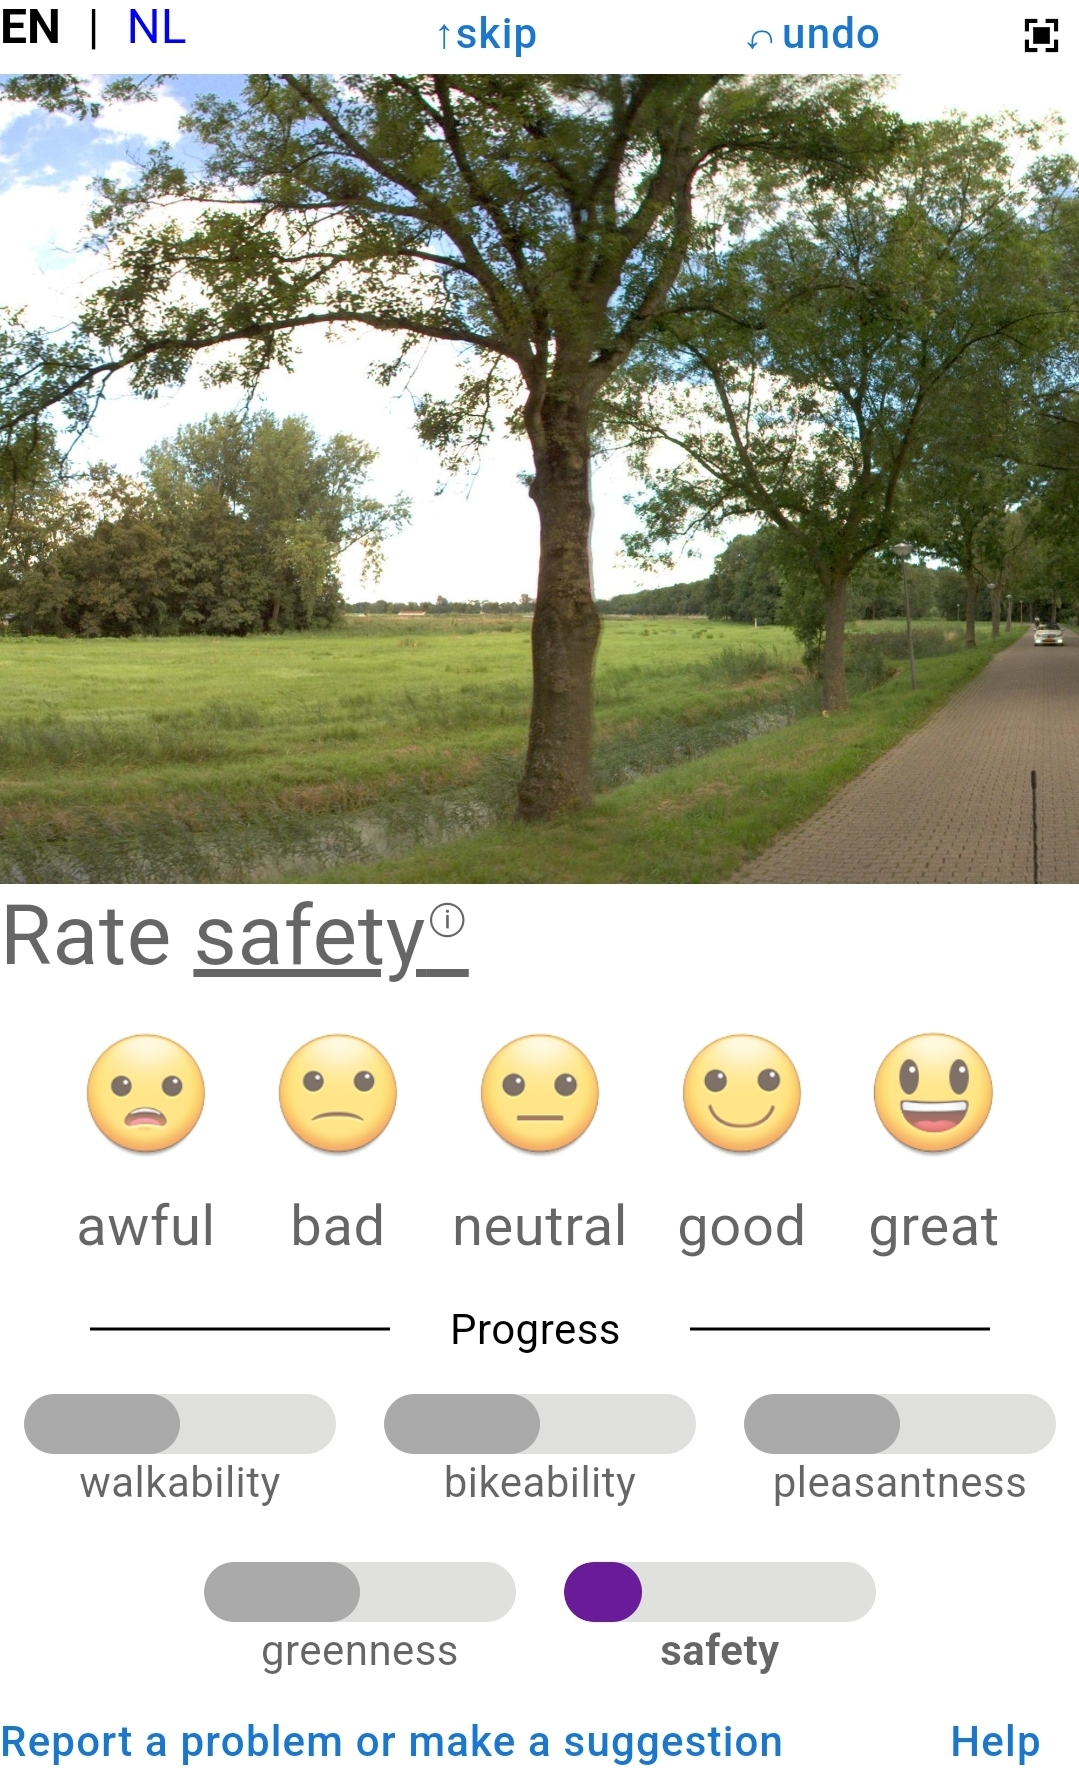 EN | NL ↑skip ⤺ undo
Rate safetyⓘ
awful bad neutral good great
Progress
walkability bikeability pleasantness
greenness safety
Report a problem or make a suggestion Help